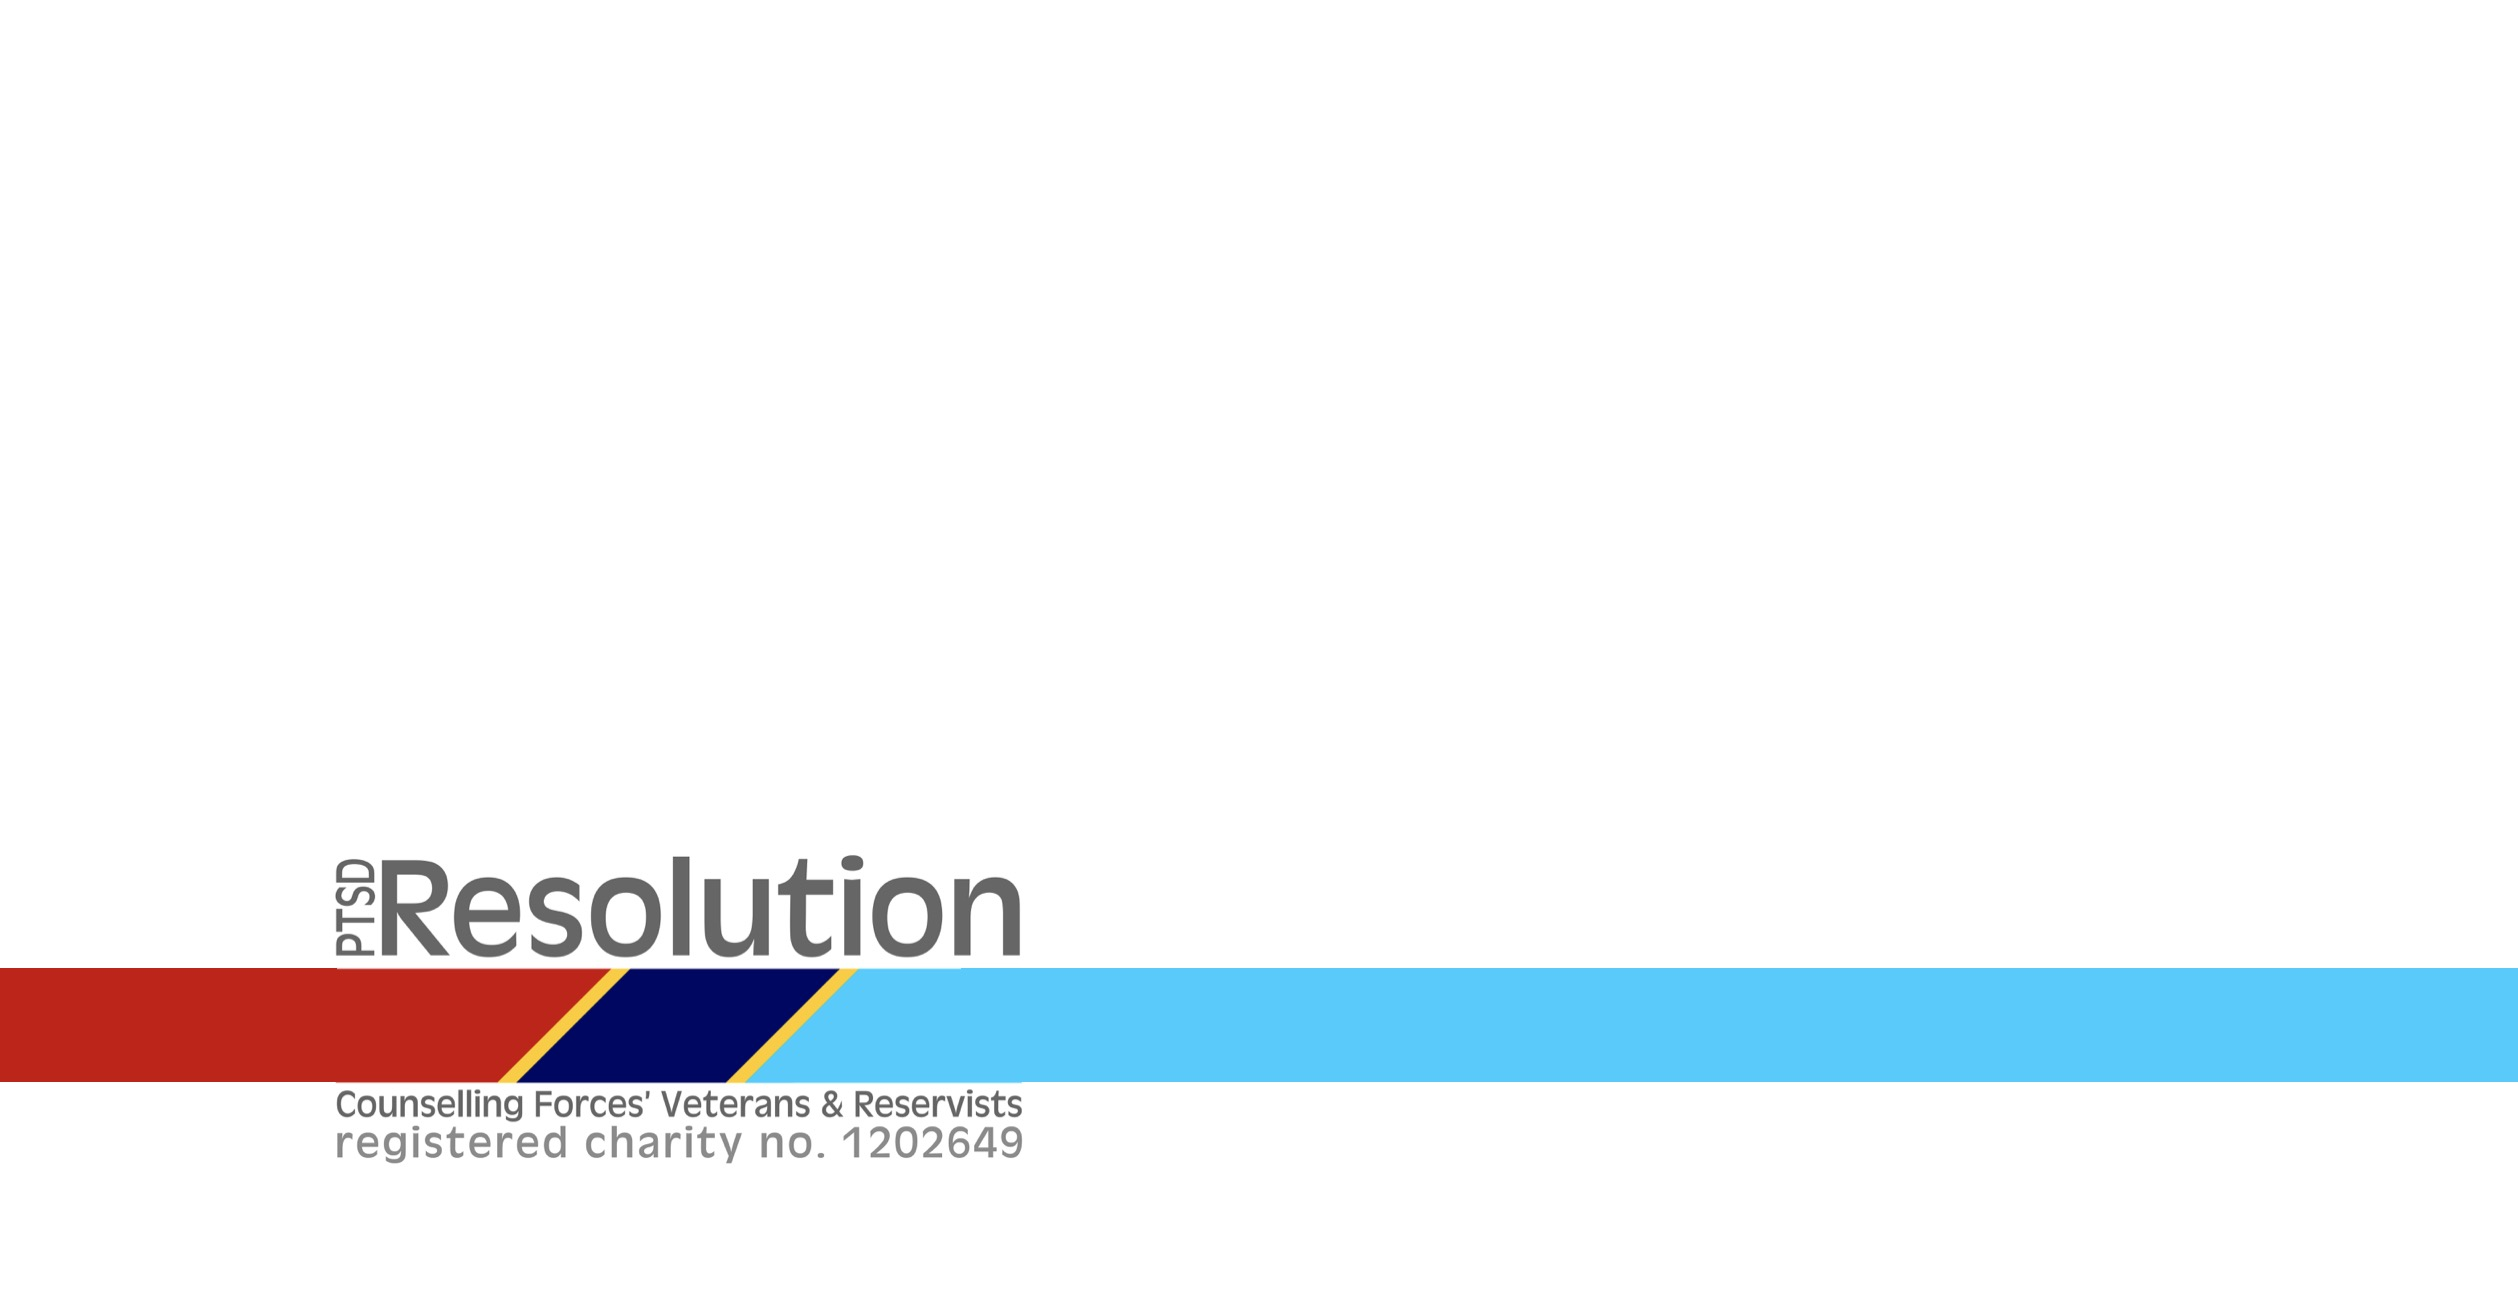 PTSD Resolution
Counselling Forces' Veterans & Reservists
registered charity no. 1202649